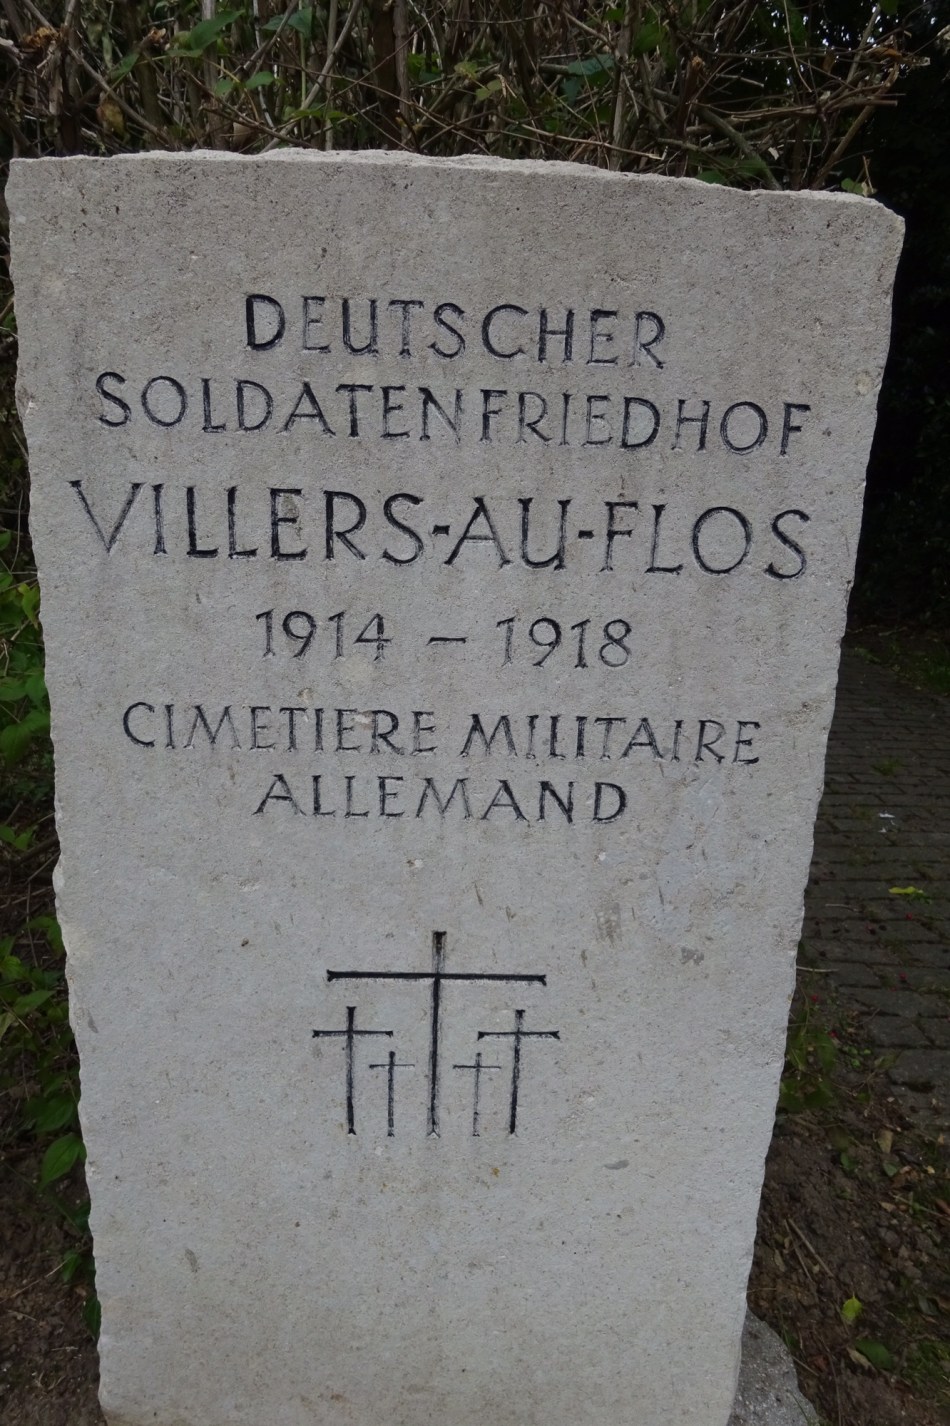 DEUTSCHER
SOLDATENFRIEDHOF
VILLERS-AU-FLOS
1914 – 1918
CIMETIERE MILITAIRE
ALLEMAND